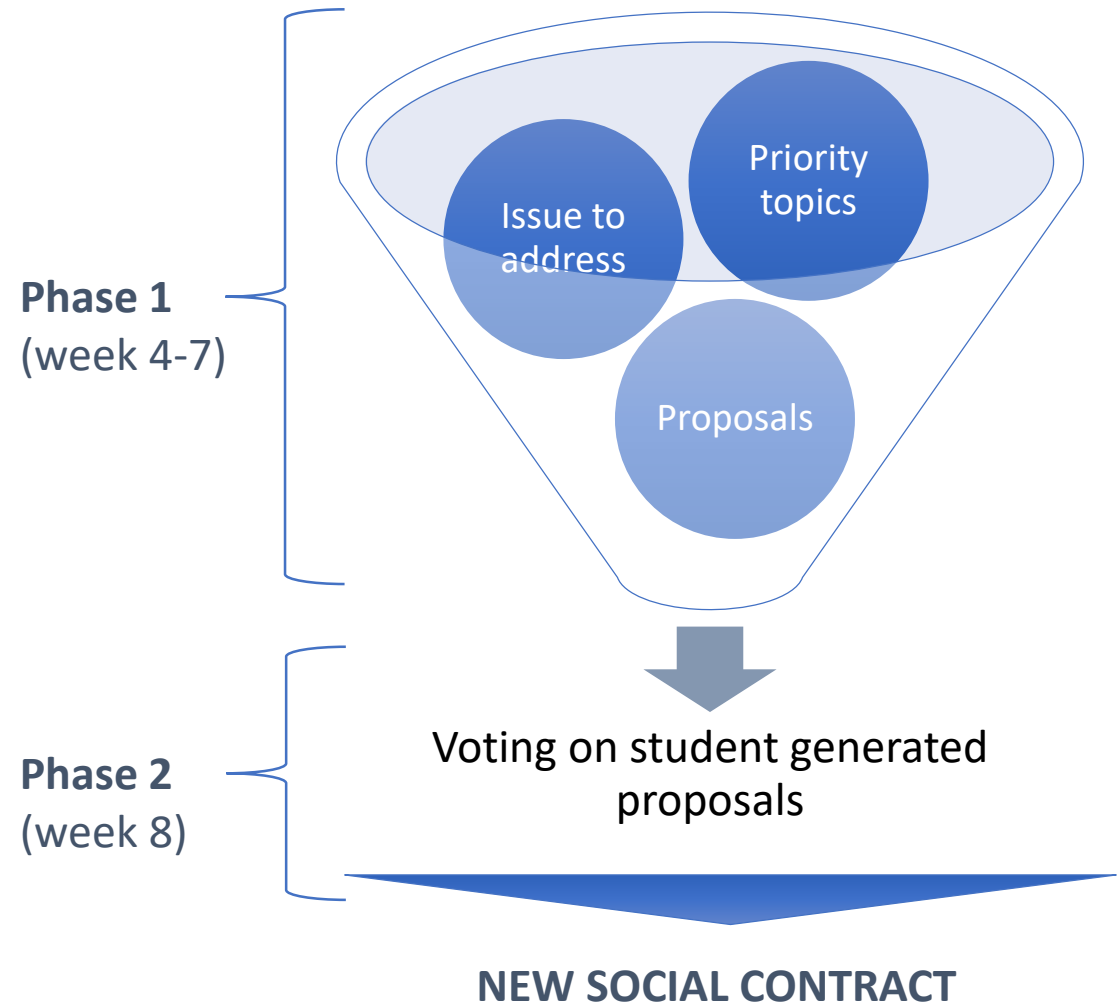 Priority
topics
Issue to
address
Phase 1
(week 4-7)
Proposals
Voting on student generated
proposals
Phase 2
(week 8)
NEW SOCIAL CONTRACT